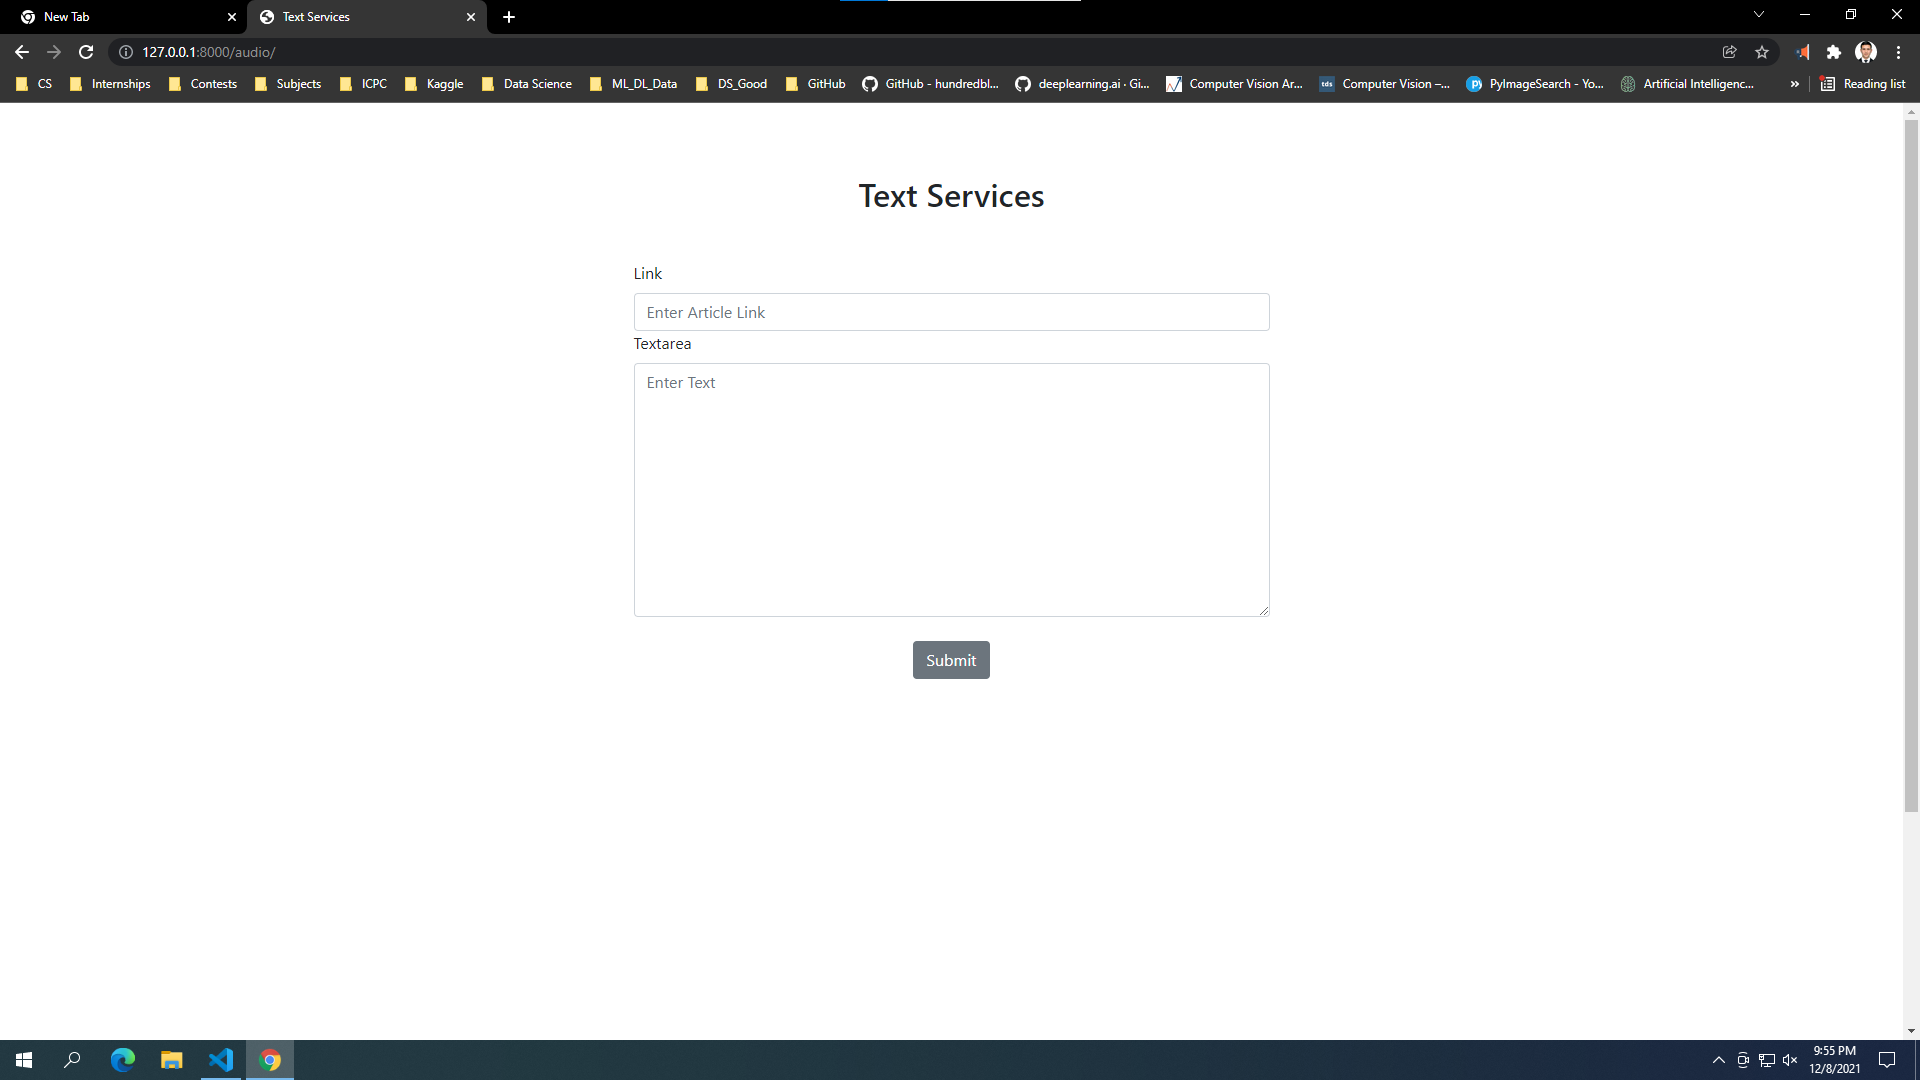 New Tab
Text Services
127.0.0.1:8000/audio/
CS
Internships
Contests
Subjects
ICPC
Kaggle
Data Science
ML_DL_Data
DS_Good
GitHub
GitHub - hundredbl...
deeplearning.ai · Gi...
Computer Vision Ar...
tds
Computer Vision –...
PyImageSearch - Yo...
Artificial Intelligenc...
»
Reading list
Text Services
Link
Enter Article Link
Textarea
Enter Text
Submit
9:55 PM
12/8/2021